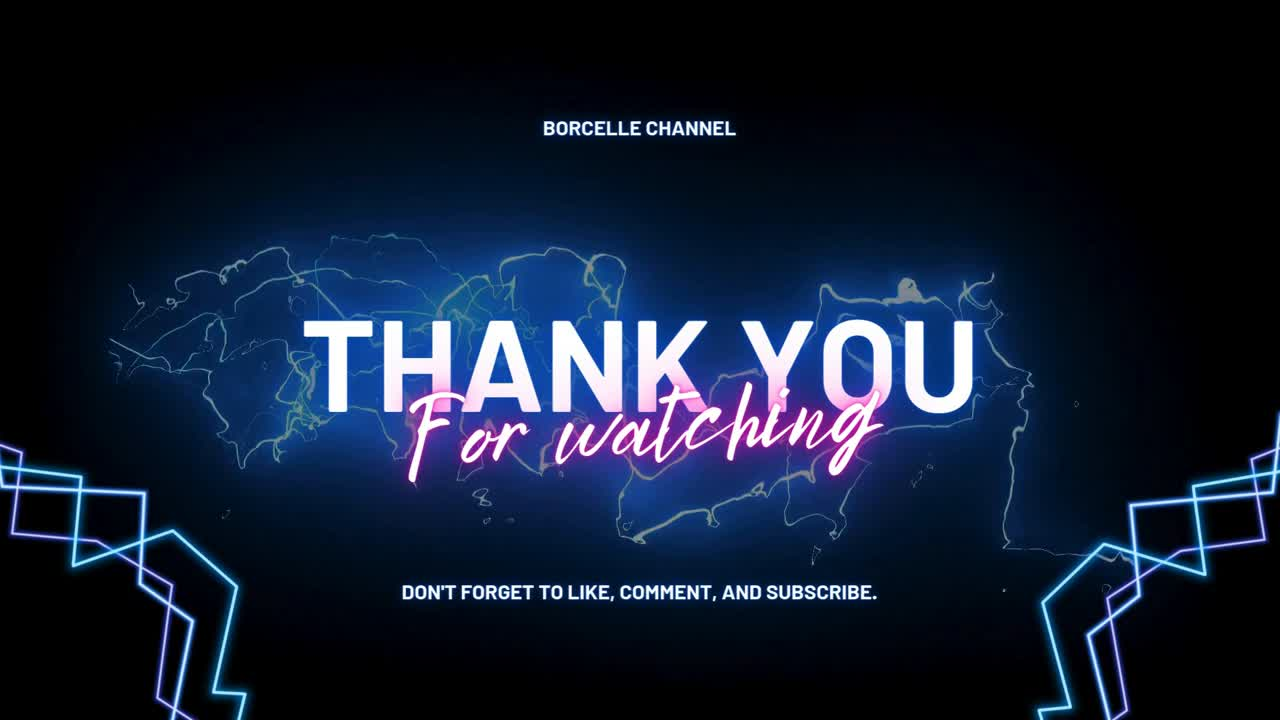 BORCELLE CHANNEL
THANK YOU
For watching
DON'T FORGET TO LIKE, COMMENT, AND SUBSCRIBE.